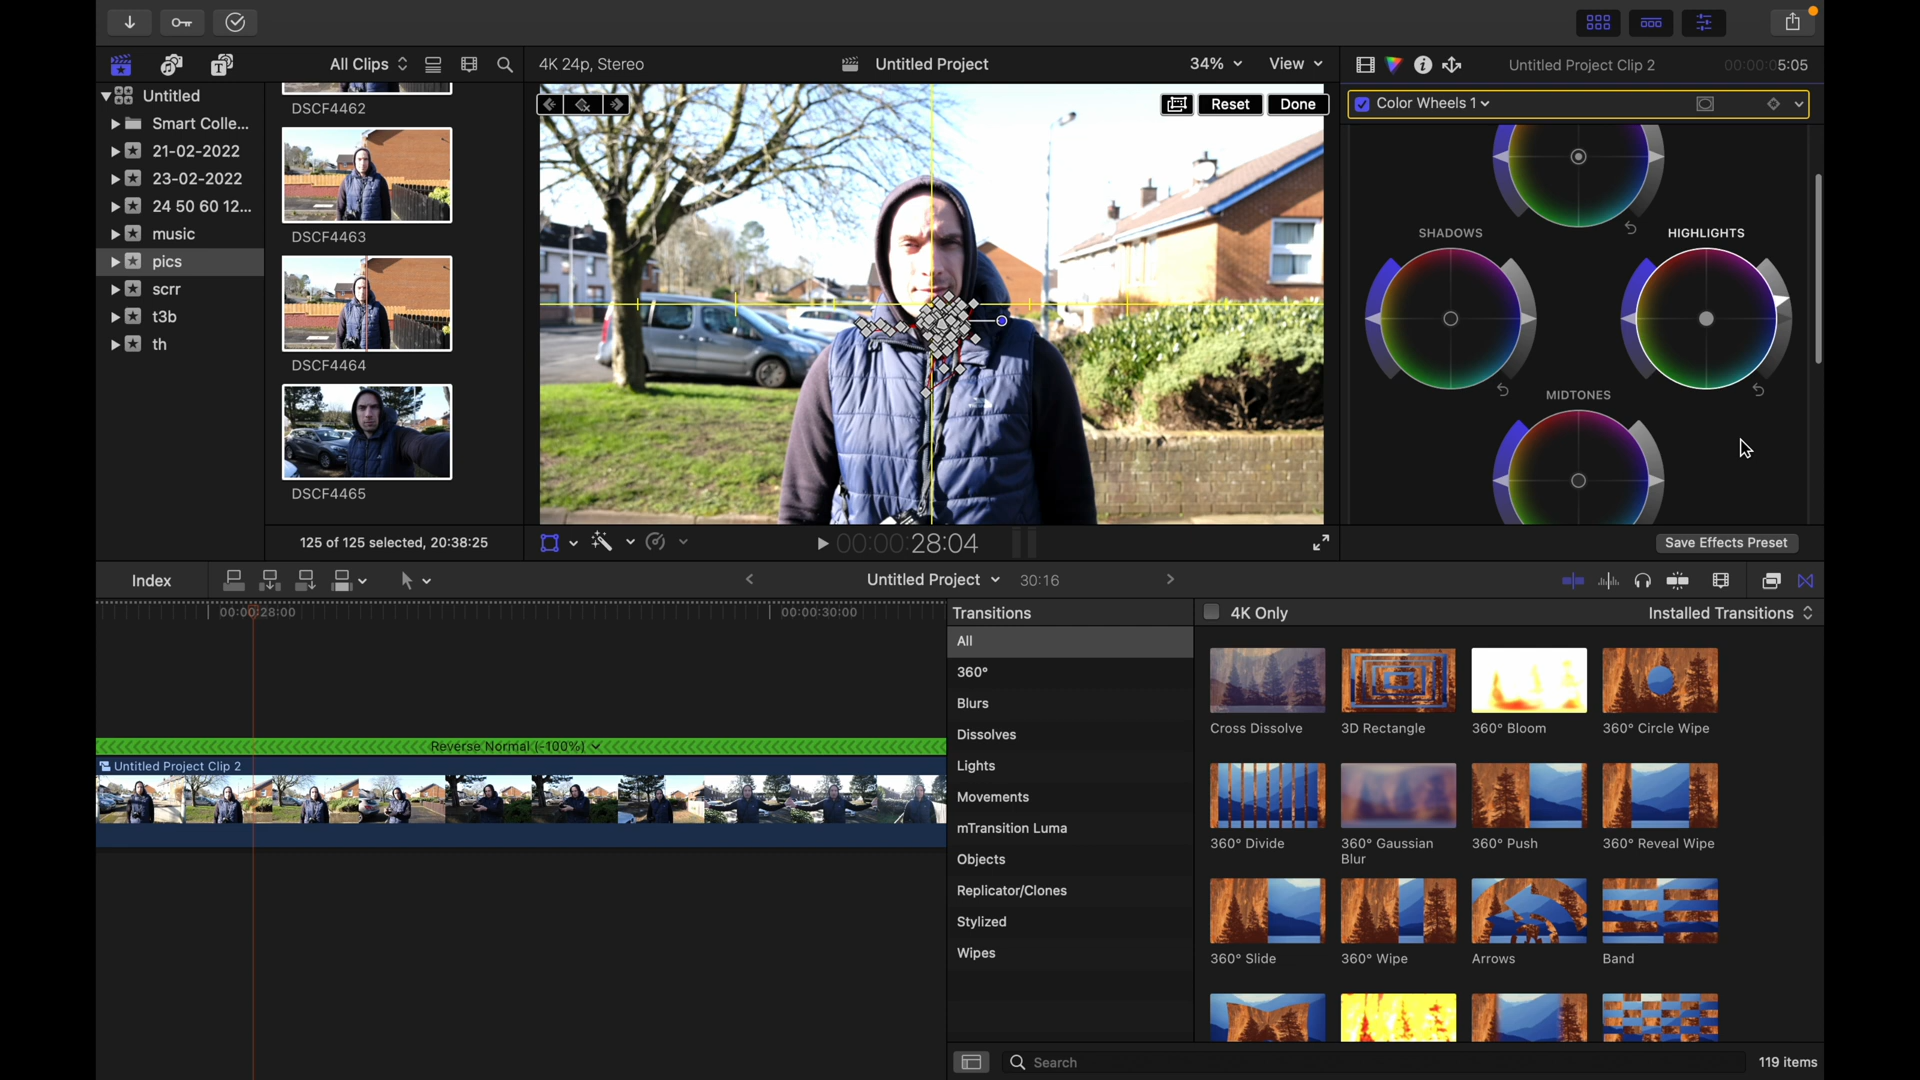 All Clips
4K 24p, Stereo
Untitled Project
34%
View
Untitled Project Clip 2
00:00:05:05
Untitled
Smart Colle...
21-02-2022
23-02-2022
24 50 60 12...
music
pics
scrr
t3b
th
DSCF4462
DSCF4463
DSCF4464
DSCF4465
125 of 125 selected, 20:38:25
Reset
Done
00:00:28:04
Color Wheels 1
SHADOWS
HIGHLIGHTS
MIDTONES
Save Effects Preset
Index
Untitled Project
30:16
00:00:28:00
00:00:30:00
Reverse Normal (-100%)
Untitled Project Clip 2
Transitions
All
360°
Blurs
Dissolves
Lights
Movements
mTransition Luma
Objects
Replicator/Clones
Stylized
Wipes
4K Only
Installed Transitions
Cross Dissolve
3D Rectangle
360° Bloom
360° Circle Wipe
360° Divide
360° Gaussian
Blur
360° Push
360° Reveal Wipe
360° Slide
360° Wipe
Arrows
Band
Search
119 items